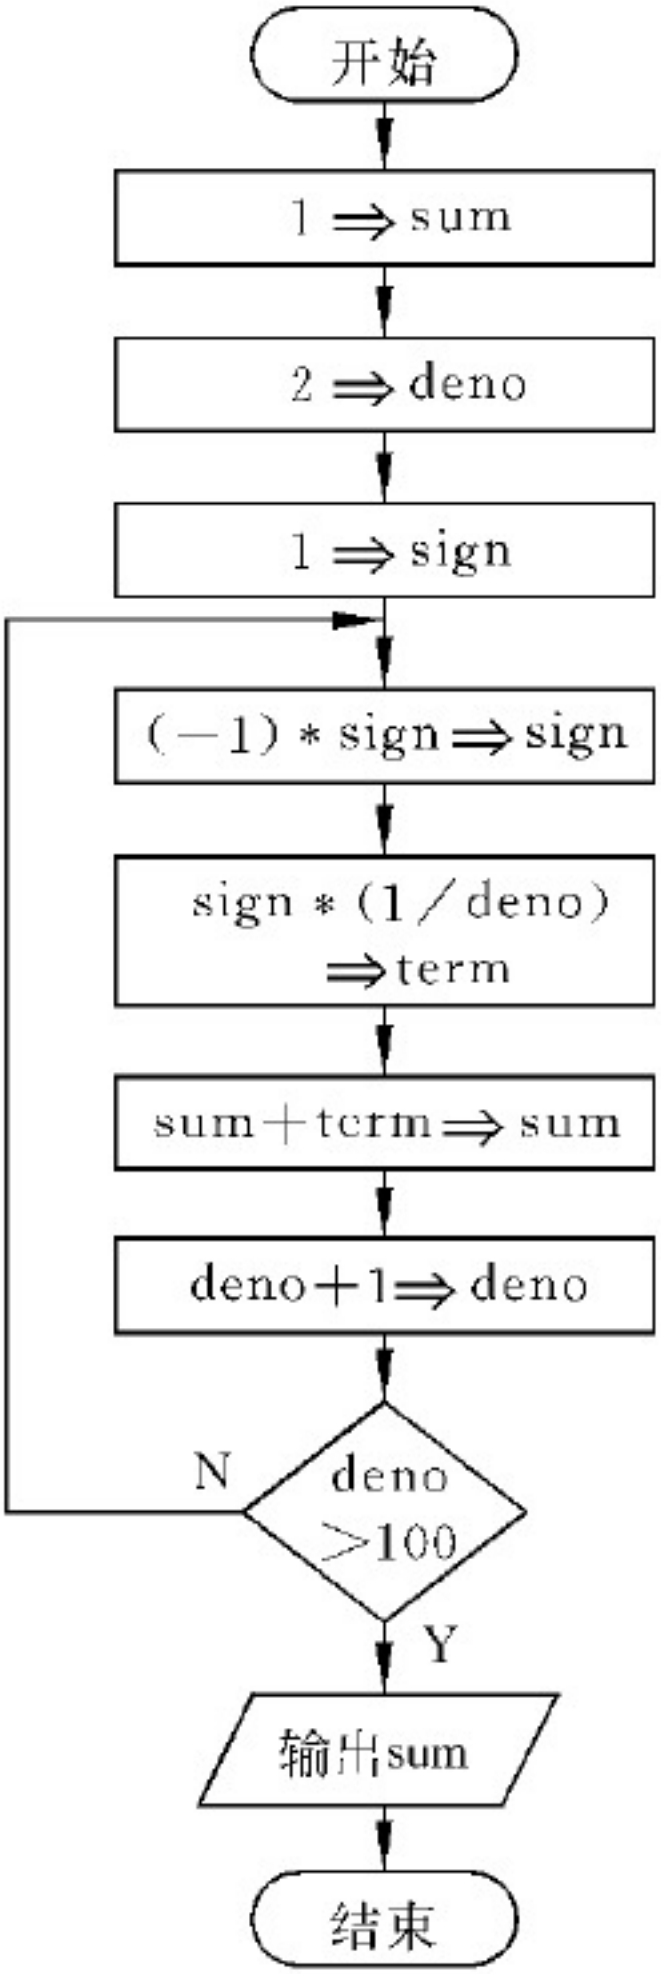 开始
1⇒sum
2⇒deno
1⇒sign
(-1)*sign⇒sign
sign*(1/deno)
⇒term
sum+term⇒sum
deno+1⇒deno
N
deno
>100
Y
输出sum
结束